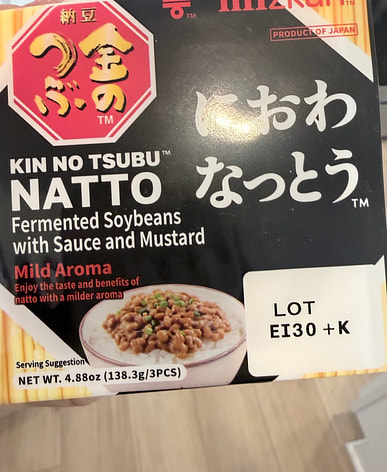 納豆
金の
つぶ
TM
TM
mizkan TM
PRODUCT OF JAPAN
におわ
なっとう TM
KIN NO TSUBU™
NATTO
Fermented Soybeans
with Sauce and Mustard
Mild Aroma
Enjoy the taste and benefits of
natto with a milder aroma
LOT
EI30 +K
Serving Suggestion
NET WT. 4.88oz (138.3g/3PCS)